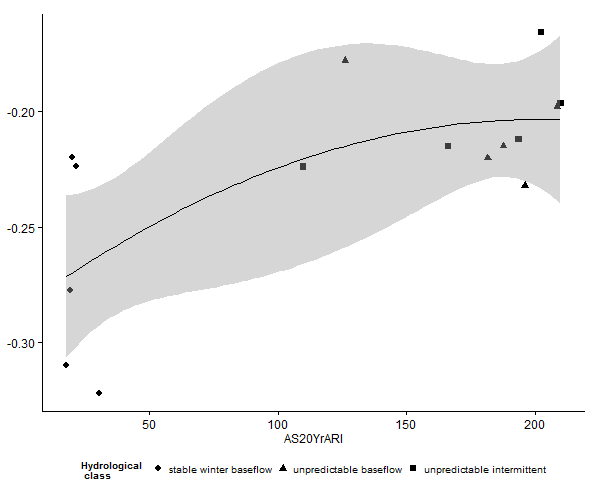 -0.20
-0.25
-0.30
50 100 150 200
AS20YrARI
Hydrological
class
stable winter baseflow unpredictable baseflow unpredictable intermittent